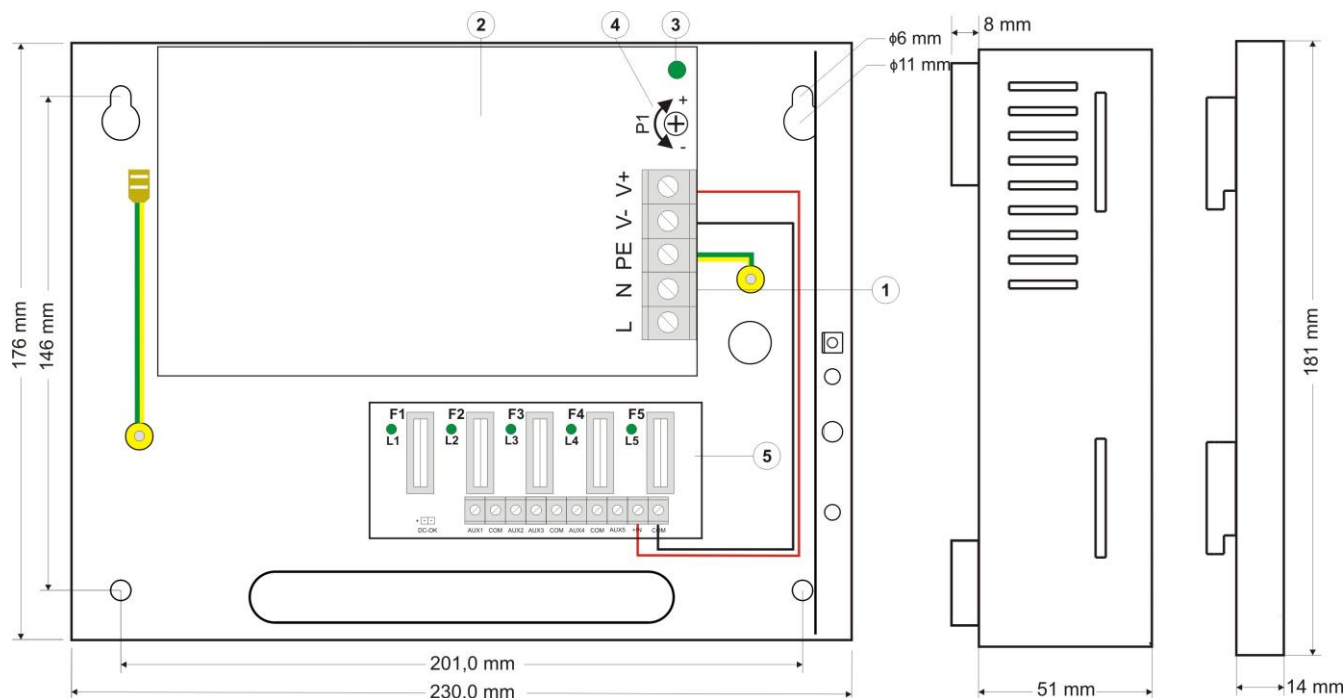 2
4
3
8 mm
ϕ6 mm
ϕ11 mm
+
P1
-
V+
V-
PE
N
L
1
176 mm
146 mm
181 mm
F1 F2 F3 F4 F5
L1 L2 L3 L4 L5
5
+ - -
DC-OK
AUX1 COM AUX2 AUX3 COM AUX4 COM AUX5 +IN COM
201,0 mm
230,0 mm
51 mm
14 mm